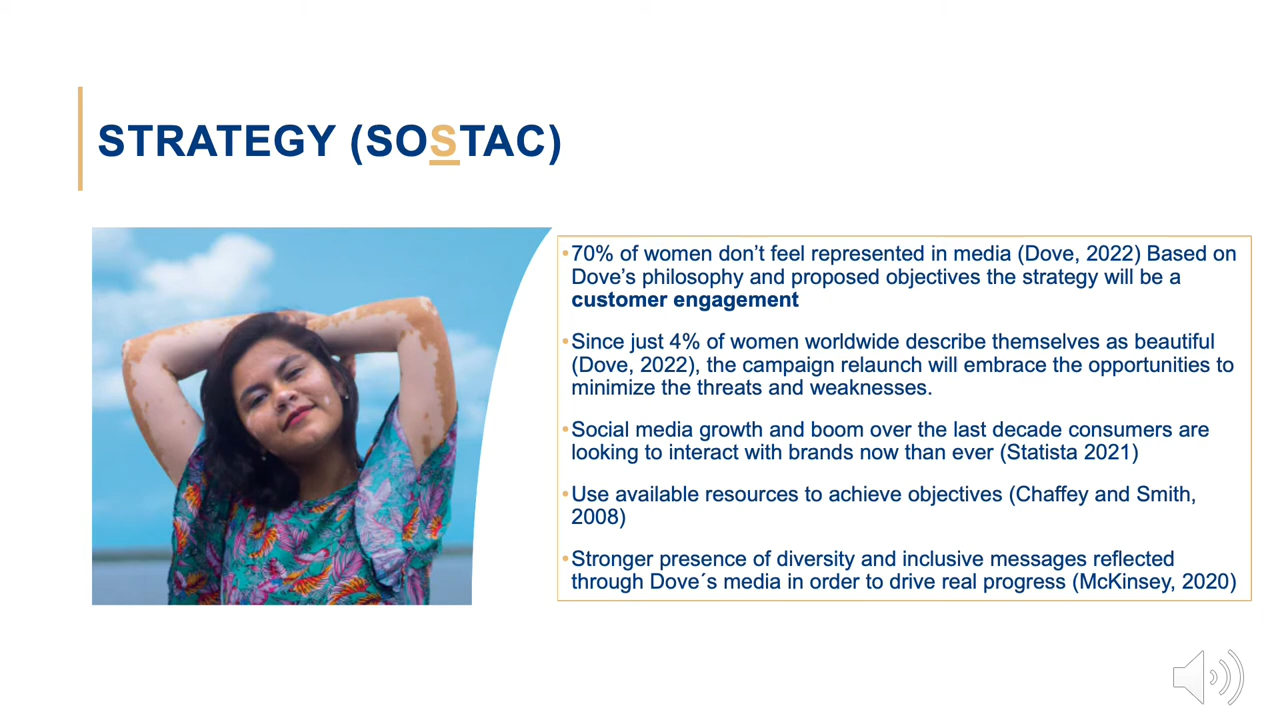 STRATEGY (SOSTAC)
•70% of women don’t feel represented in media (Dove, 2022) Based on
Dove’s philosophy and proposed objectives the strategy will be a
customer engagement
•Since just 4% of women worldwide describe themselves as beautiful
(Dove, 2022), the campaign relaunch will embrace the opportunities to
minimize the threats and weaknesses.
•Social media growth and boom over the last decade consumers are
looking to interact with brands now than ever (Statista 2021)
•Use available resources to achieve objectives (Chaffey and Smith,
2008)
•Stronger presence of diversity and inclusive messages reflected
through Dove´s media in order to drive real progress (McKinsey, 2020)